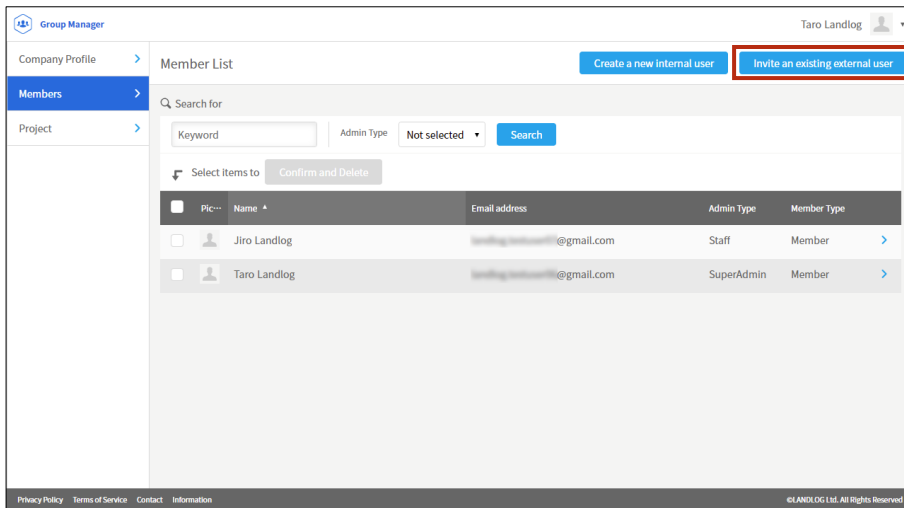 Group Manager
Taro Landlog
Company Profile
Members
Project
Member List
Create a new internal user
Invite an existing external user
Search for
Keyword
Admin Type
Not selected
Search
Select items to
Confirm and Delete
Pic··· Name Email address Admin Type Member Type
Jiro Landlog @gmail.com Staff Member
Taro Landlog @gmail.com SuperAdmin Member
Privacy Policy Terms of Service Contact Information ©LANDLOG Ltd. All Rights Reserved